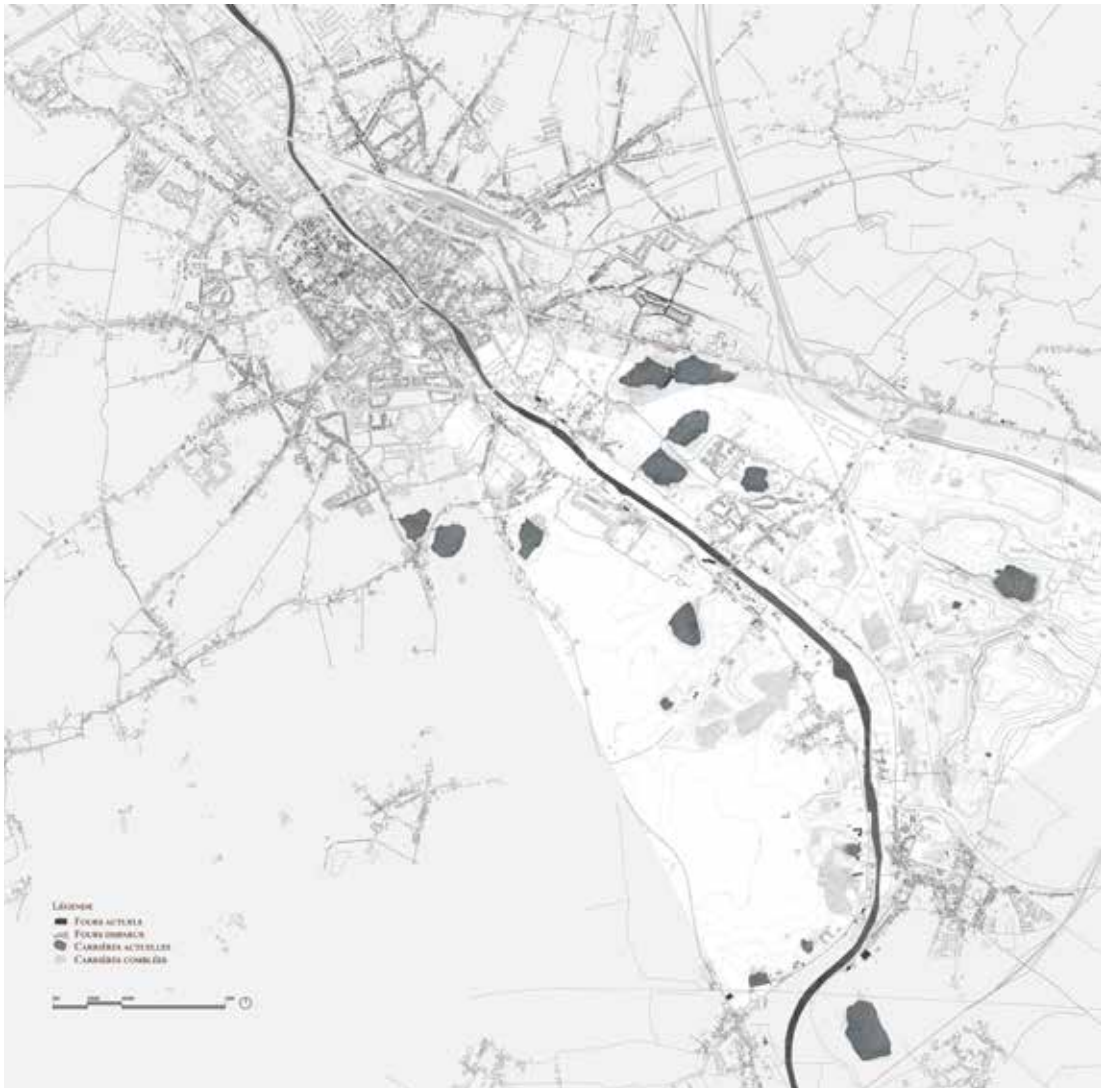 LÉGENDE
FOURS ACTUELS
FOURS DISPARUS
CARRIÈRES ACTUELLES
CARRIÈRES COMBLÉES